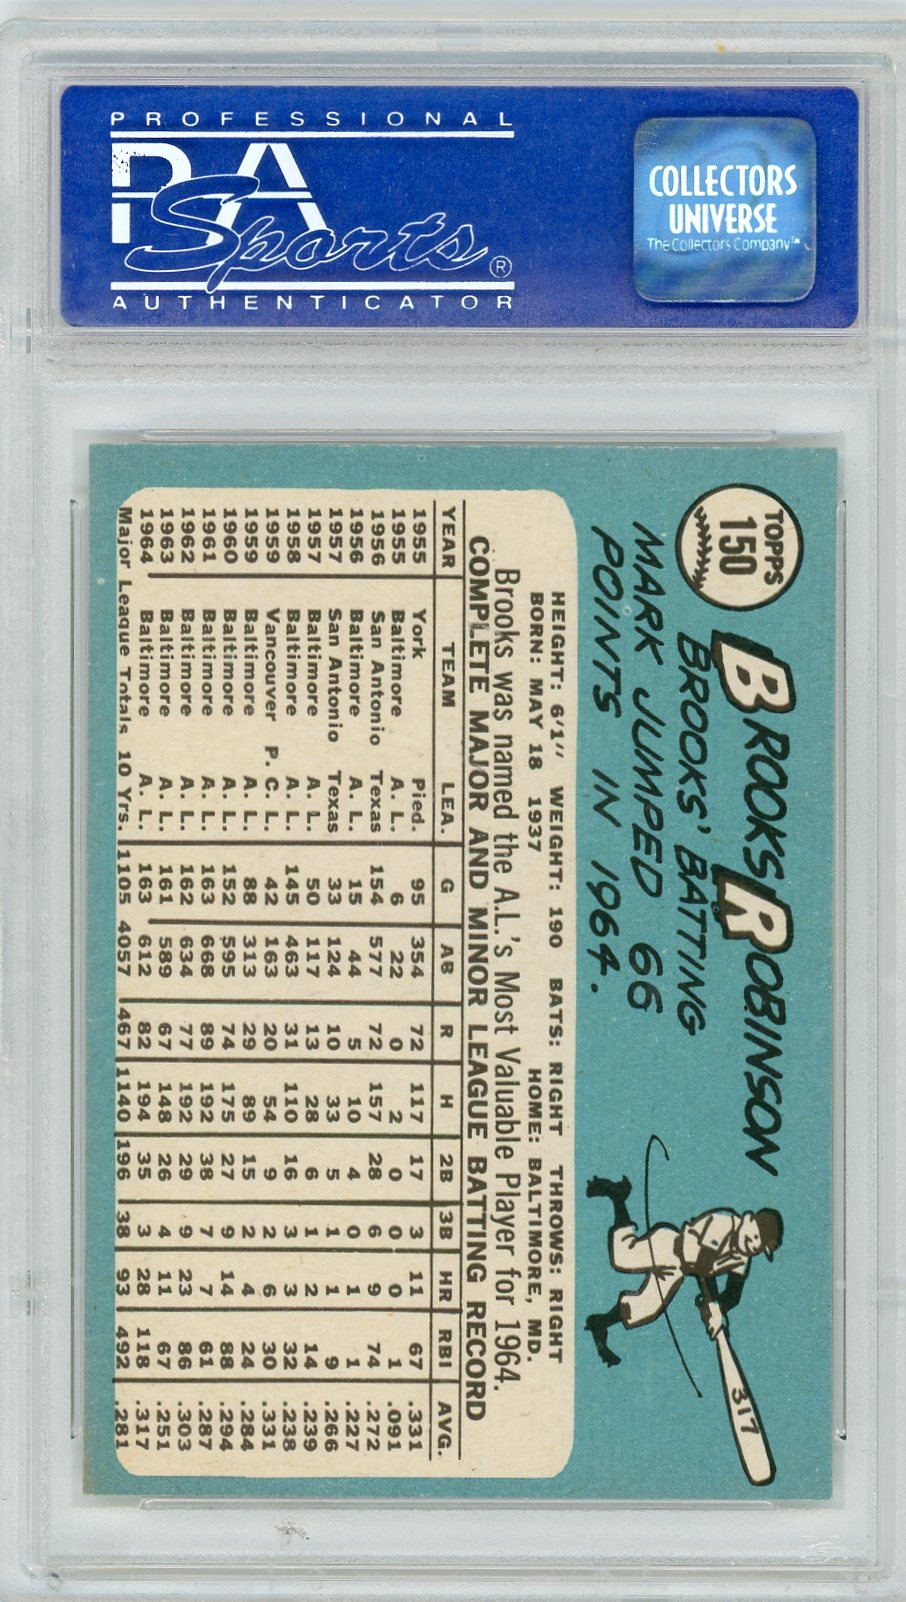 PROFESSIONAL
PSA
Sports®
AUTHENTICATOR
COLLECTORS
UNIVERSE
The Collectors Company™
TOPPS
150
BROOKS ROBINSON
BROOKS' BATTING
MARK JUMPED 66
POINTS IN 1964.
317
HEIGHT: 6'1" WEIGHT: 190 BATS: RIGHT THROWS: RIGHT
BORN: MAY 18 1937 HOME: BALTIMORE, MD.
Brooks was named the A.L.'s Most Valuable Player for 1964.
COMPLETE MAJOR AND MINOR LEAGUE BATTING RECORD
YEAR TEAM LEA. G AB R H 2B 3B HR RBI AVG.
1955 York Pied. 95 354 72 117 17 3 11 67 .331
1955 Baltimore A. L. 6 22 0 2 0 0 0 1 .091
1956 San Antonio Texas 154 577 72 157 28 6 9 74 .272
1956 Baltimore A. L. 15 44 5 10 4 0 1 1 .227
1957 San Antonio Texas 33 124 10 33 5 1 1 9 .266
1957 Baltimore A. L. 50 117 13 28 6 1 2 14 .239
1958 Baltimore A. L. 145 463 31 110 16 3 3 32 .238
1959 Vancouver P. C. L. 42 163 20 54 9 2 6 30 .331
1959 Baltimore A. L. 88 313 29 89 15 2 4 24 .284
1960 Baltimore A. L. 152 595 74 175 27 9 14 88 .294
1961 Baltimore A. L. 163 668 89 192 38 7 7 61 .287
1962 Baltimore A. L. 162 634 77 192 29 9 23 86 .303
1963 Baltimore A. L. 161 589 67 148 26 4 11 67 .251
1964 Baltimore A. L. 163 612 82 194 35 3 28 118 .317
Major League Totals 10 Yrs. 1105 4057 467 1140 196 38 93 492 .281